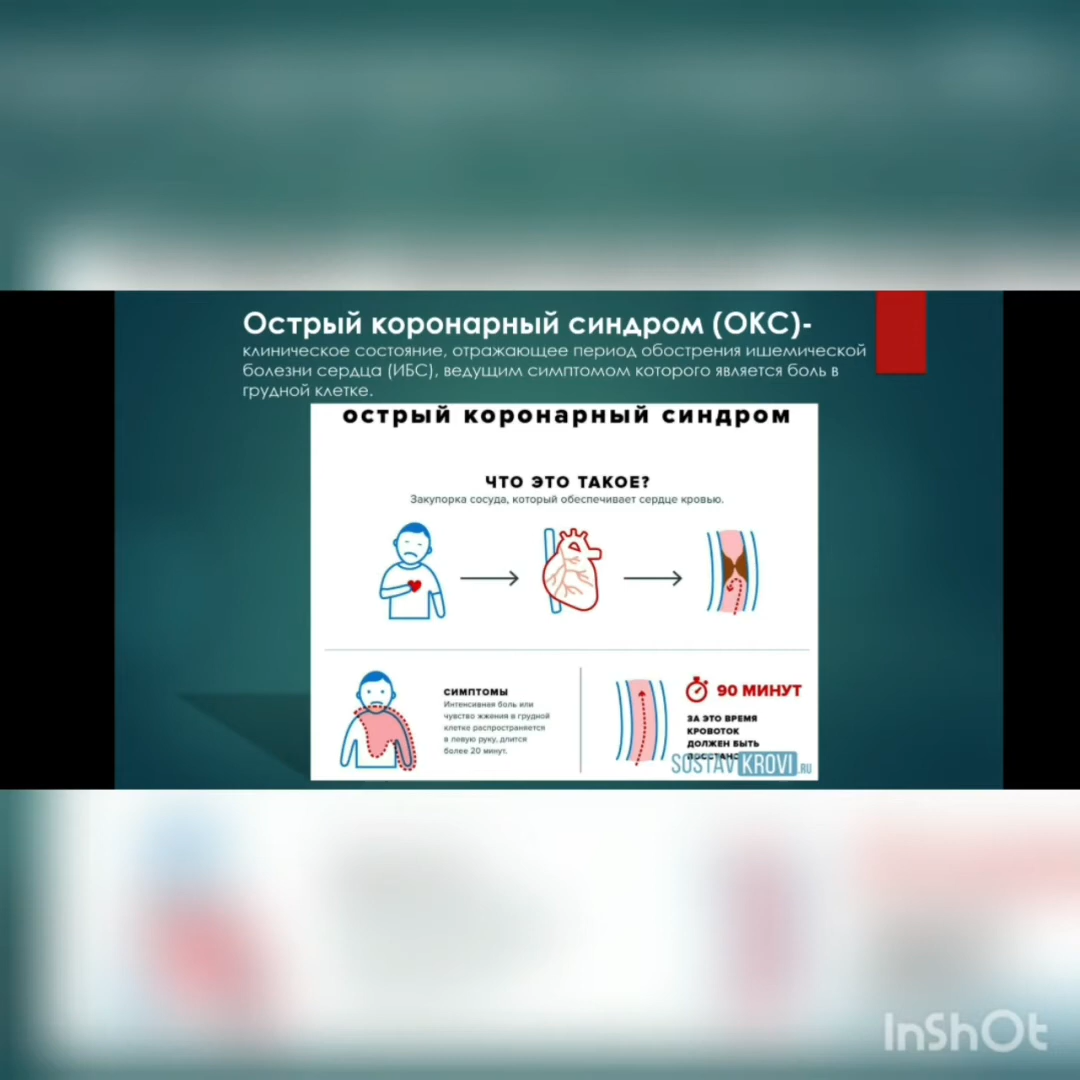 Острый коронарный синдром (ОКС)-
клиническое состояние, отражающее период обострения ишемической
болезни сердца (ИБС), ведущим симптомом которого является боль в
грудной клетке.
острый коронарный синдром
ЧТО ЭТО ТАКОЕ?
Закупорка сосуда, который обеспечивает сердце кровью.
СИМПТОМЫ
Интенсивная боль или
чувство жжения в грудной
клетке распространяется
в левую руку, длится
более 20 минут.
90 МИНУТ
ЗА ЭТО ВРЕМЯ
КРОВОТОК
ДОЛЖЕН БЫТЬ
SOSTAVKROVI.RU
InShOt